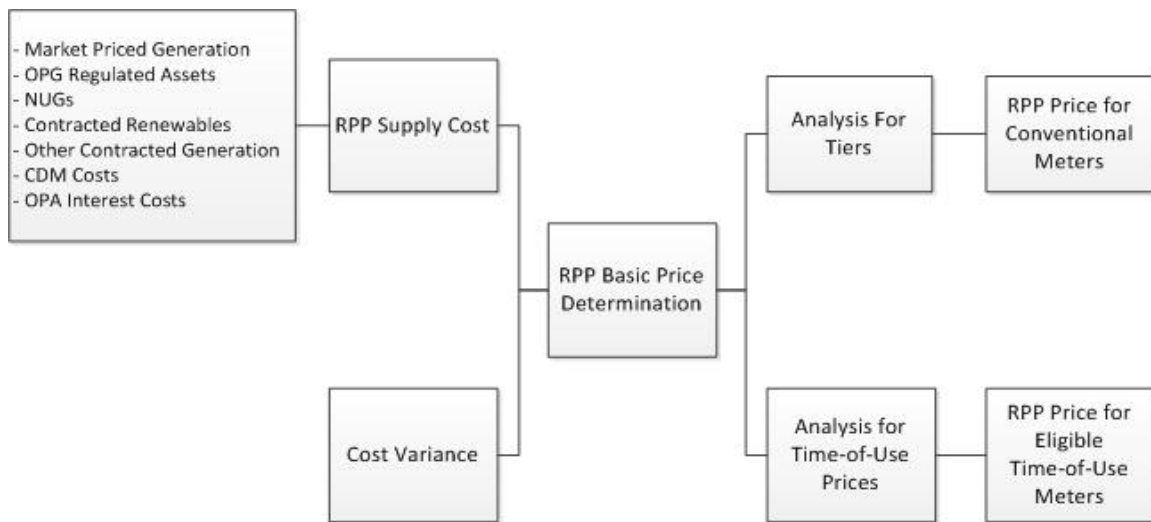 - Market Priced Generation
- OPG Regulated Assets
- NUGs
- Contracted Renewables
- Other Contracted Generation
- CDM Costs
- OPA Interest Costs
RPP Supply Cost
Cost Variance
RPP Basic Price
Determination
Analysis For
Tiers
RPP Price for
Conventional
Meters
Analysis for
Time-of-Use
Prices
RPP Price for
Eligible
Time-of-Use
Meters